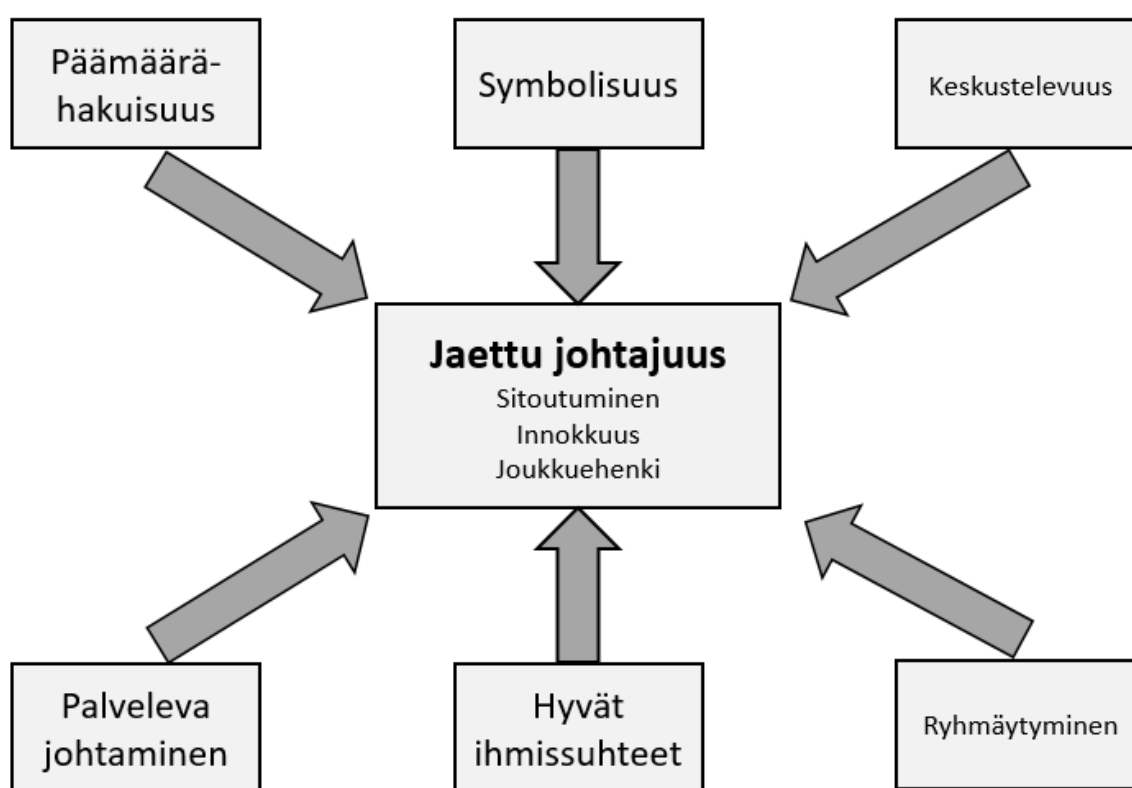 Päämäärä-
hakuisuus
Symbolisuus
Keskustelevuus
Jaettu johtajuus
Sitoutuminen
Innokkuus
Joukkuehenki
Palveleva
johtaminen
Hyvät
ihmissuhteet
Ryhmäytyminen